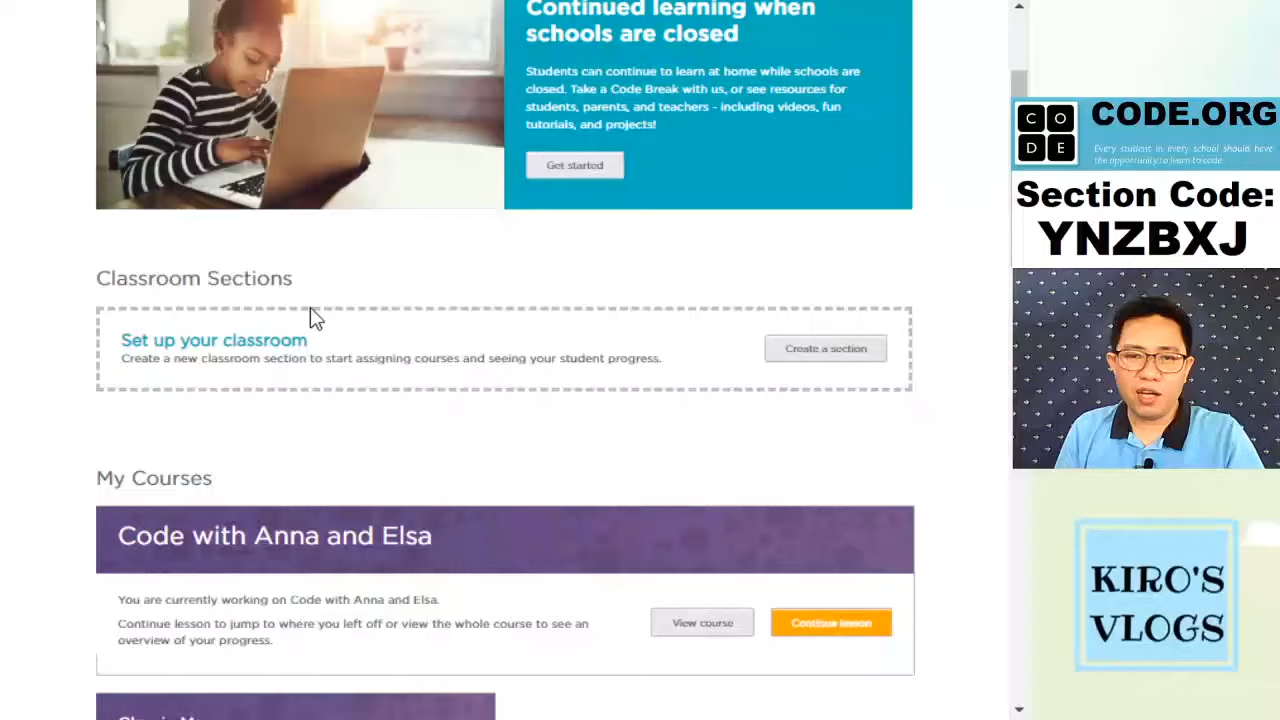 Continued learning when
schools are closed
Students can continue to learn at home while schools are
closed. Take a Code Break with us, or see resources for
students, parents, and teachers - including videos, fun
tutorials, and projects!
Get started
Classroom Sections
Set up your classroom
Create a new classroom section to start assigning courses and seeing your student progress.
Create a section
My Courses
Code with Anna and Elsa
You are currently working on Code with Anna and Elsa.
Continue lesson to jump to where you left off or view the whole course to see an
overview of your progress.
View course
Continue lesson
C O
D E
CODE.ORG
Every student in every school should have
the opportunity to learn to code
Section Code:
YNZBXJ
KIRO'S
VLOGS